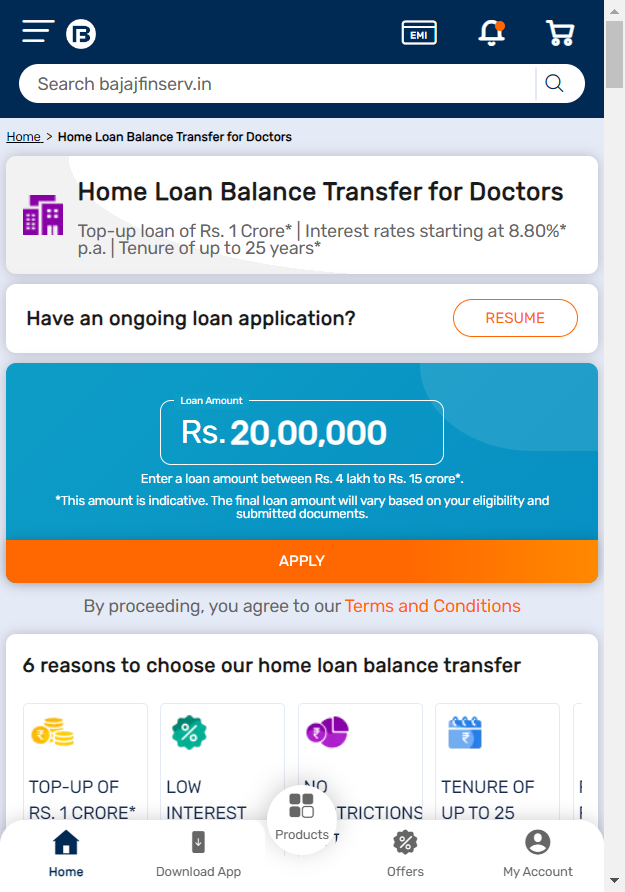 EMI
Search bajajfinserv.in
Home > Home Loan Balance Transfer for Doctors
Home Loan Balance Transfer for Doctors
Top-up loan of Rs. 1 Crore* | Interest rates starting at 8.80%*
p.a. | Tenure of up to 25 years*
Have an ongoing loan application?
RESUME
Loan Amount
Rs. 20,00,000
Enter a loan amount between Rs. 4 lakh to Rs. 15 crore*.
*This amount is indicative. The final loan amount will vary based on your eligibility and
submitted documents.
APPLY
By proceeding, you agree to our Terms and Conditions
6 reasons to choose our home loan balance transfer
TOP-UP OF
RS. 1 CRORE*
LOW
INTEREST
NO
TENURE OF
UP TO 25
Home
Download App
Products
Offers
My Account